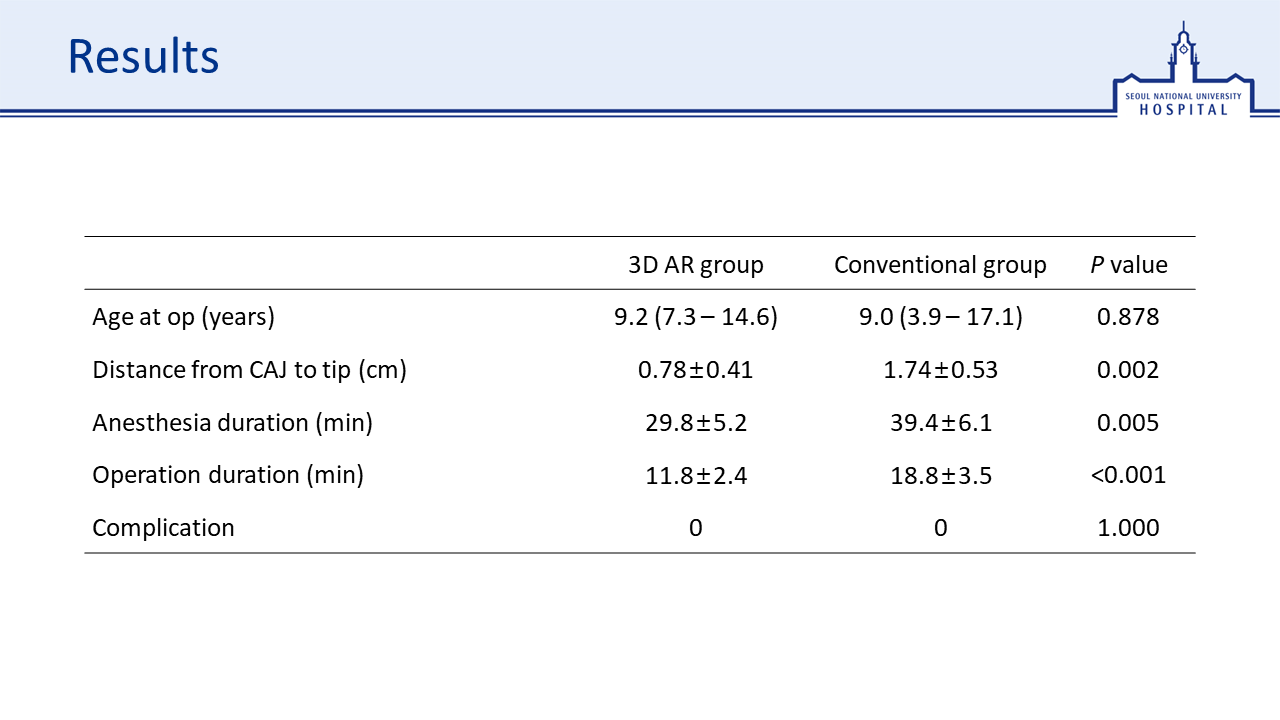 Results
SEOUL NATIONAL UNIVERSITY
HOSPITAL
3D AR group Conventional group P value
Age at op (years) 9.2 (7.3 – 14.6) 9.0 (3.9 – 17.1) 0.878
Distance from CAJ to tip (cm) 0.78±0.41 1.74±0.53 0.002
Anesthesia duration (min) 29.8±5.2 39.4±6.1 0.005
Operation duration (min) 11.8±2.4 18.8±3.5 <0.001
Complication 0 0 1.000